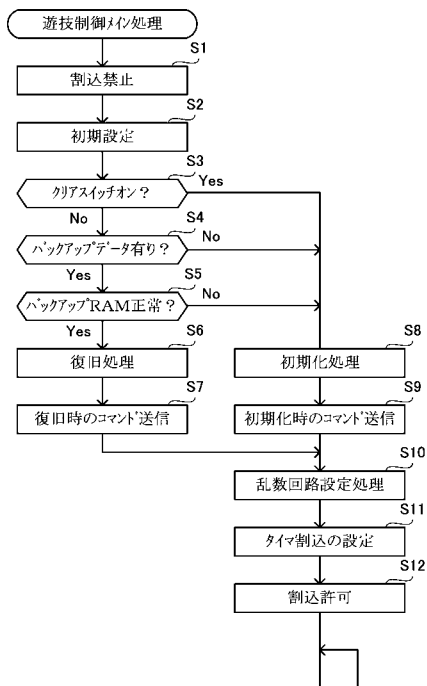 遊技制御ﾒｲﾝ処理
S1
割込禁止
S2
初期設定
S3
ｸﾘｱｽｲｯﾁオン？
Yes
No
S4
ﾊﾞｯｸｱｯﾌﾟﾃﾞｰﾀ有り？
No
Yes
S5
ﾊﾞｯｸｱｯﾌﾟRAM正常？
No
Yes
S6
復旧処理
S7
復旧時のｺﾏﾝﾄﾞ送信
S8
初期化処理
S9
初期化時のｺﾏﾝﾄﾞ送信
S10
乱数回路設定処理
S11
ﾀｲﾏ割込の設定
S12
割込許可